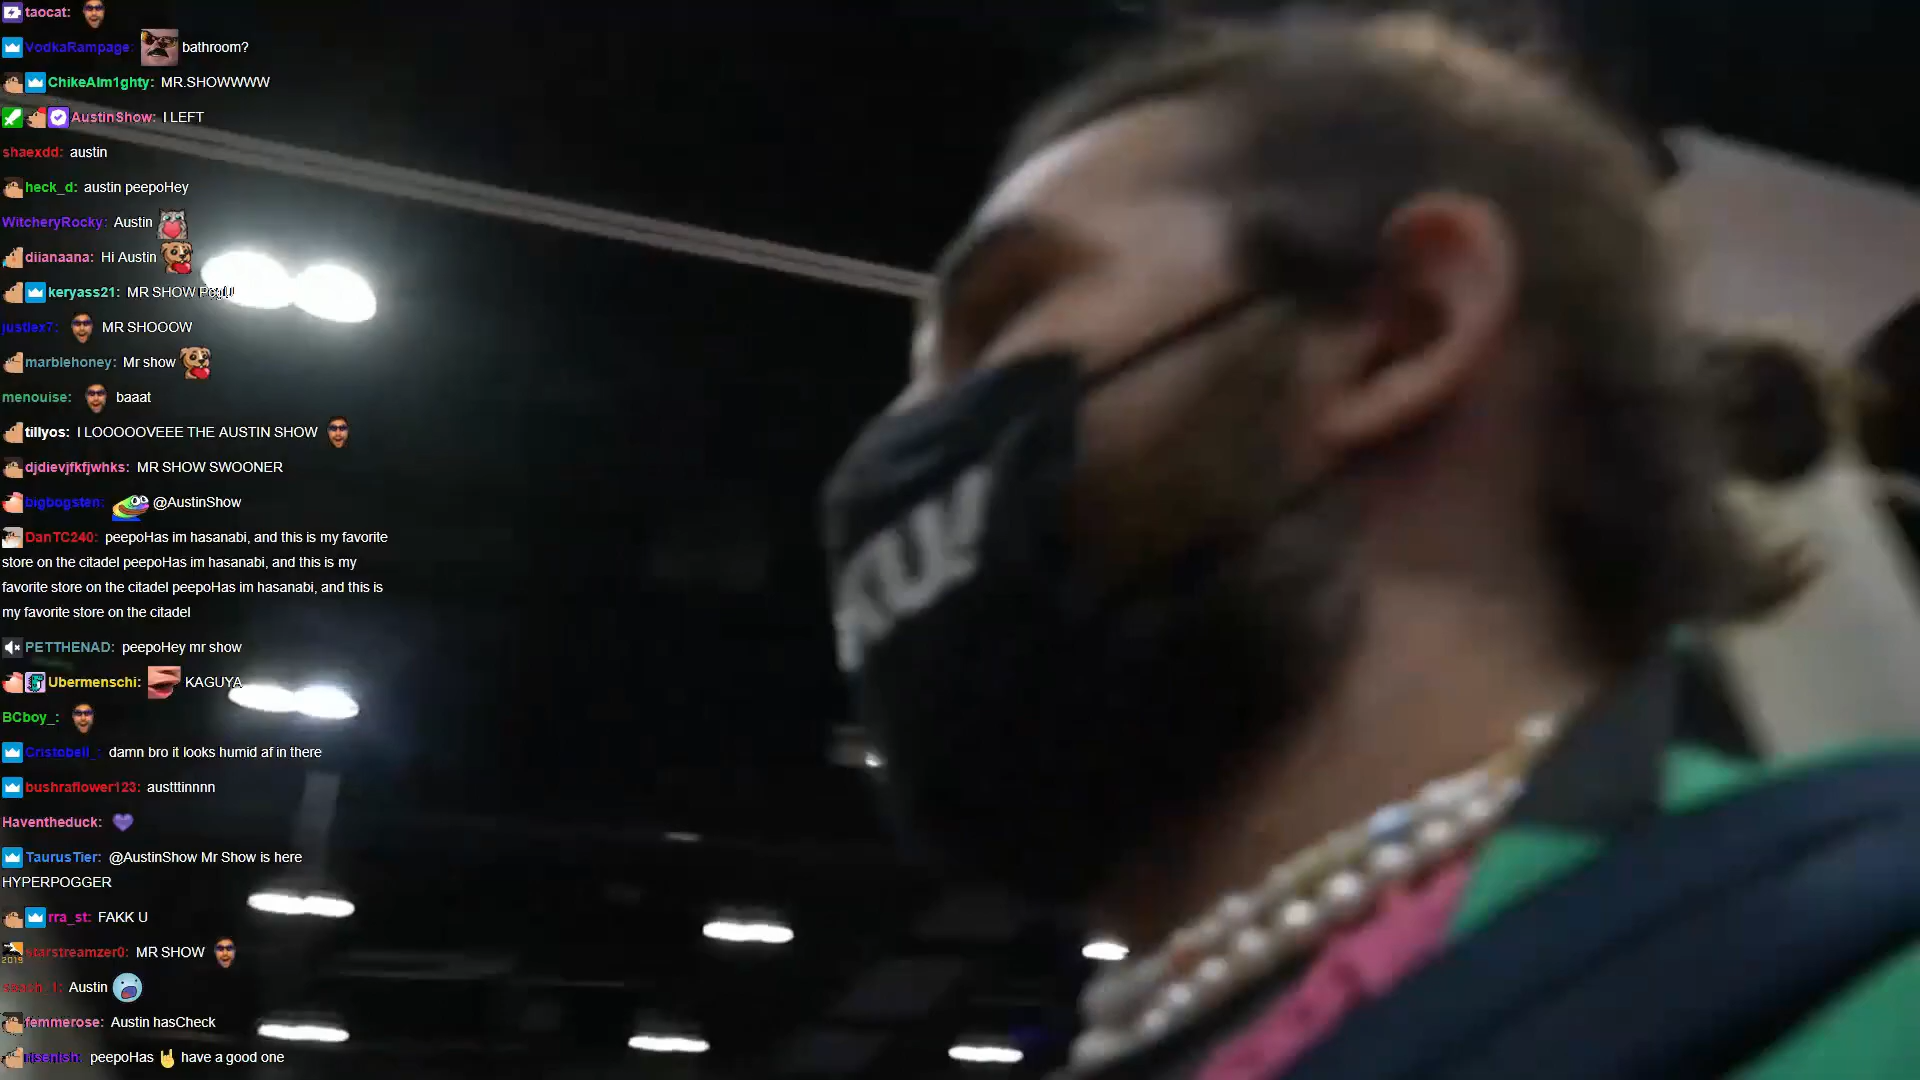 taocat:
VodkaRampage: bathroom?
ChikeAlm1ghty: MR.SHOWWWW
AustinShow: I LEFT
shaexdd: austin
heck_d: austin peepoHey
WitcheryRocky: Austin
diianaana: Hi Austin
keryass21: MR SHOW PogU
justlex7: MR SHOOOW
marblehoney: Mr show
menouise: baaat
tillyos: I LOOOOOVEEE THE AUSTIN SHOW
djdievjfkfjwhks: MR SHOW SWOONER
bigbogsten: @AustinShow
DanTC240: peepoHas im hasanabi, and this is my favorite
store on the citadel peepoHas im hasanabi, and this is my
favorite store on the citadel peepoHas im hasanabi, and this is
my favorite store on the citadel
PETTHENAD: peepoHey mr show
Ubermenschi: KAGUYA
BCboy_:
Cristobell_: damn bro it looks humid af in there
bushraflower123: austttinnnn
Haventheduck:
TaurusTier: @AustinShow Mr Show is here
HYPERPOGGER
rra_st: FAKK U
starstreamzer0: MR SHOW
Austin
femmerose: Austin hasCheck
peepoHas have a good one